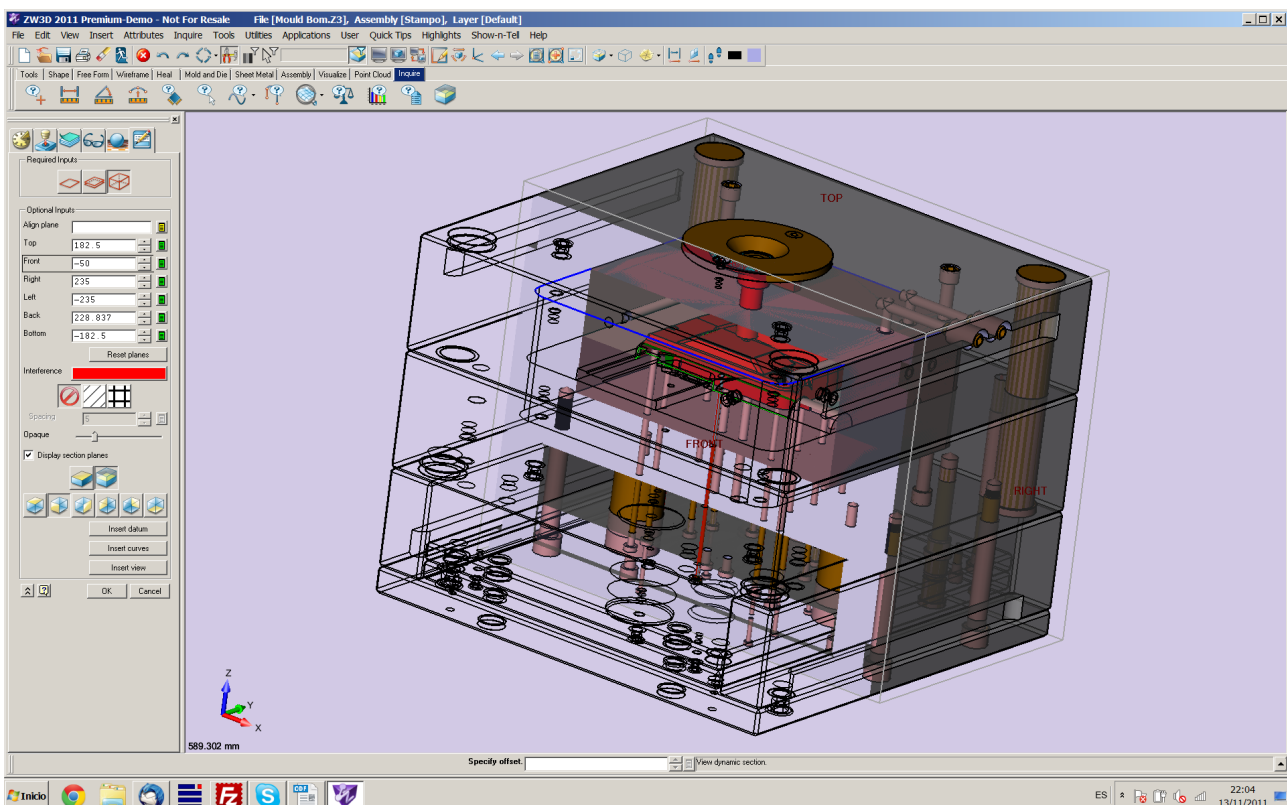 ZW3D 2011 Premium-Demo - Not For Resale File [Mould Bom.Z3], Assembly [Stampo], Layer [Default]
File Edit View Insert Attributes Inquire Tools Utilities Applications User Quick Tips Highlights Show-n-Tell Help
Tools Shape Free Form Wireframe Heal Mold and Die Sheet Metal Assembly Visualize Point Cloud Inquire
Required Inputs
Optional Inputs
Align plane
Top 182.5
Front -50
Right 235
Left -235
Back 228.837
Bottom -182.5
Reset planes
Interference
Spacing 5
Opaque
Display section planes
Insert datum
Insert curves
Insert view
OK Cancel
TOP
FRONT
RIGHT
Z
Y
X
589.302 mm
Specify offset. View dynamic section.
Inicio
ES
22:04
13/11/2011